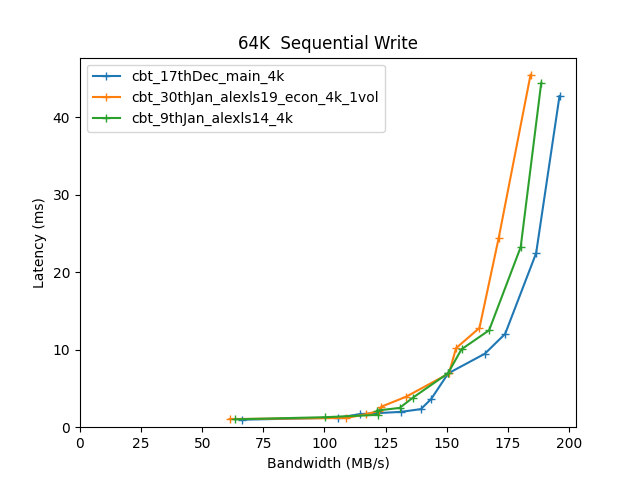 64K  Sequential Write
cbt_17thDec_main_4k
cbt_30thJan_alexls19_econ_4k_1vol
cbt_9thJan_alexls14_4k
Latency (ms)
40
30
20
10
0
0 25 50 75 100 125 150 175 200
Bandwidth (MB/s)